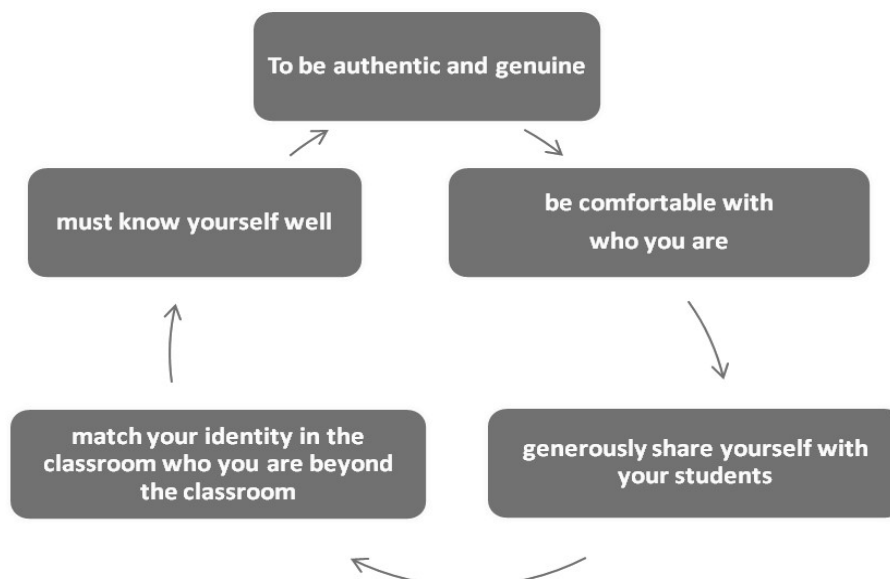 To be authentic and genuine
be comfortable with
who you are
generously share yourself with
your students
match your identity in the
classroom who you are beyond
the classroom
must know yourself well